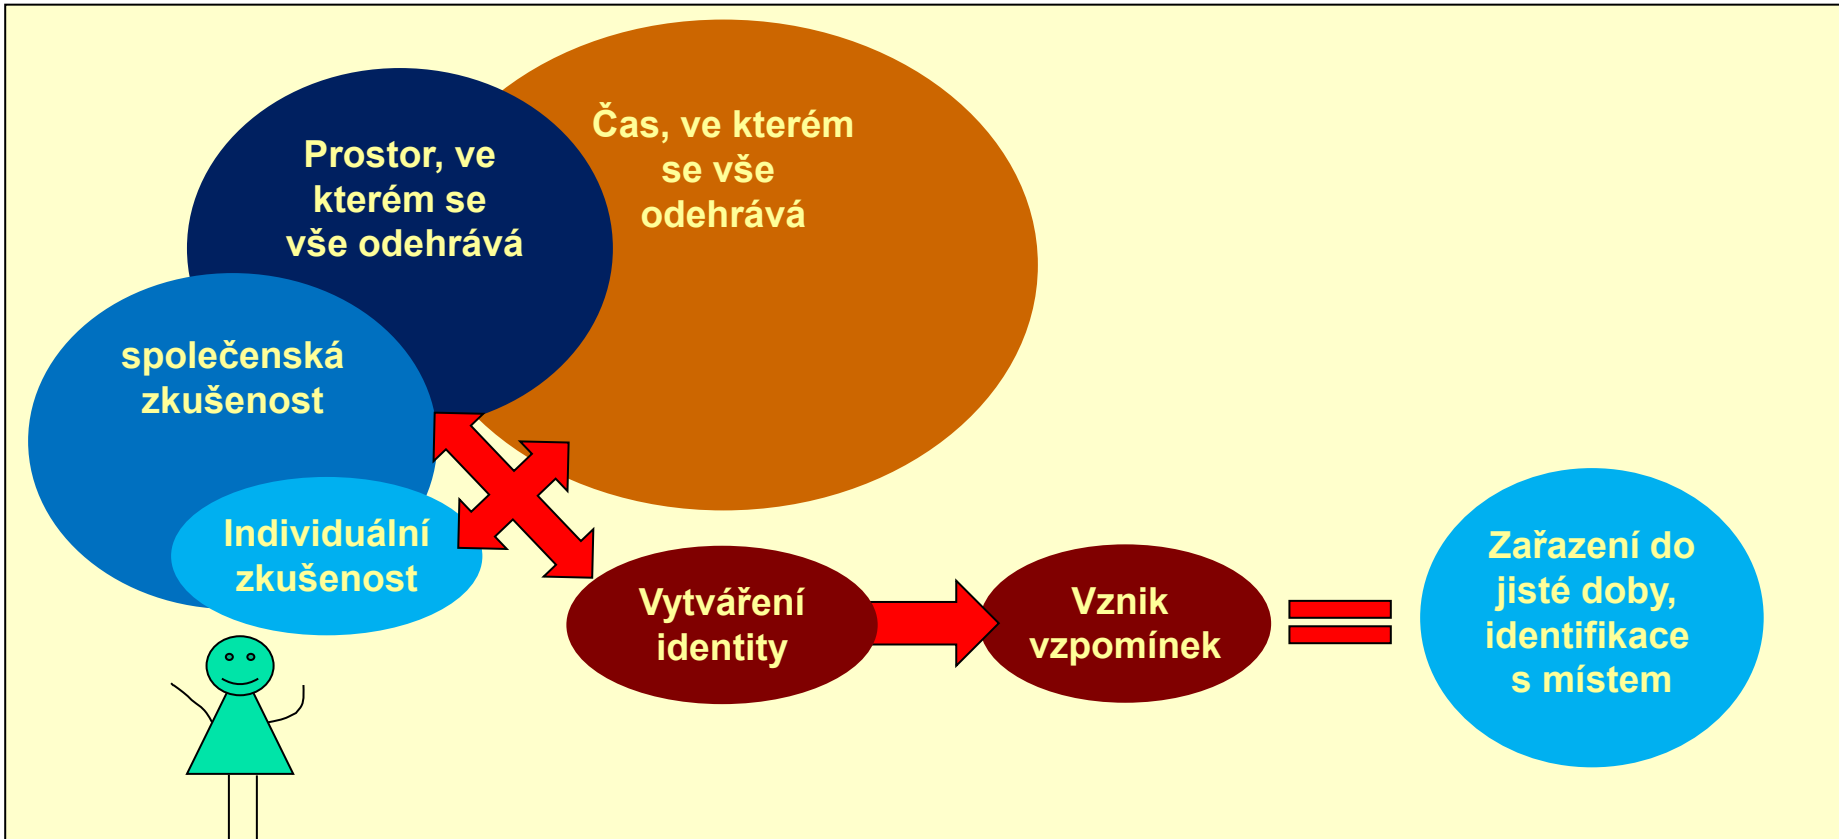 Čas, ve kterém
se vše
odehrává
Prostor, ve
kterém se
vše odehrává
společenská
zkušenost
Individuální
zkušenost
Vytváření
identity
Vznik
vzpomínek
Zařazení do
jisté doby,
identifikace
s místem